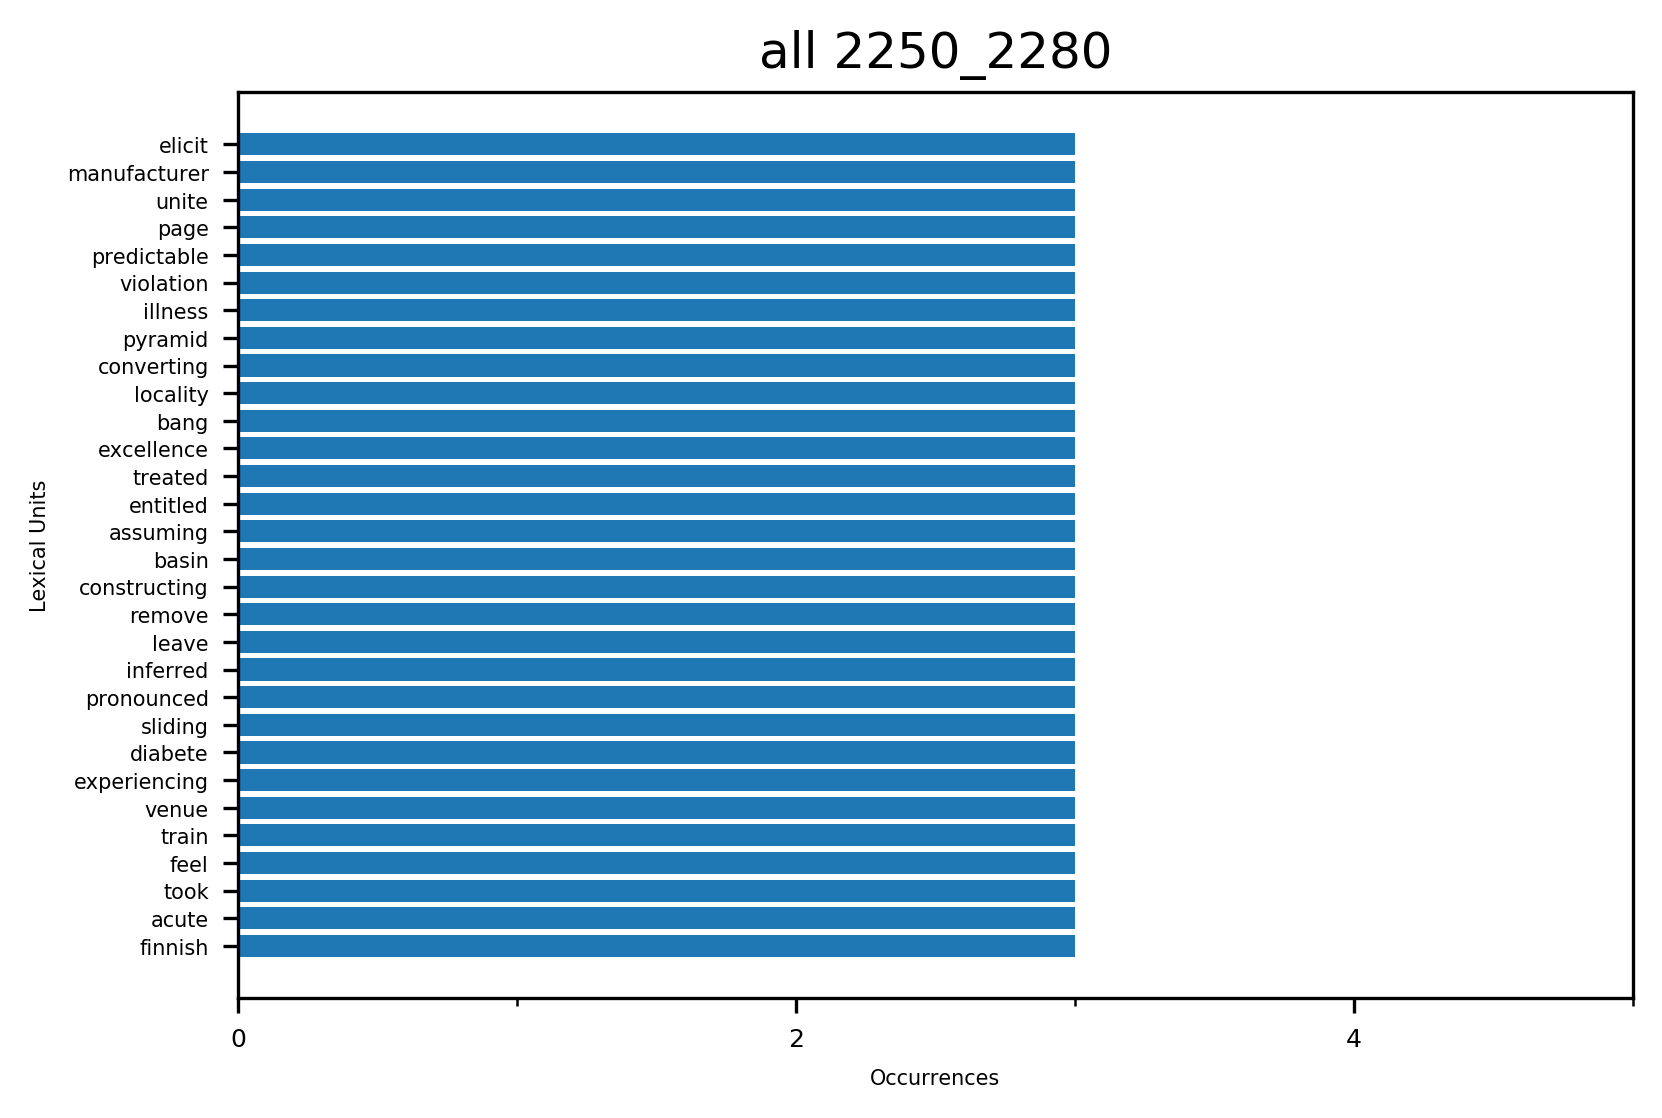 all 2250_2280
elicit
manufacturer
unite
page
predictable
violation
illness
pyramid
converting
locality
bang
excellence
treated
entitled
assuming
basin
constructing
remove
leave
inferred
pronounced
sliding
diabete
experiencing
venue
train
feel
took
acute
finnish
Lexical Units
0 2 4
Occurrences